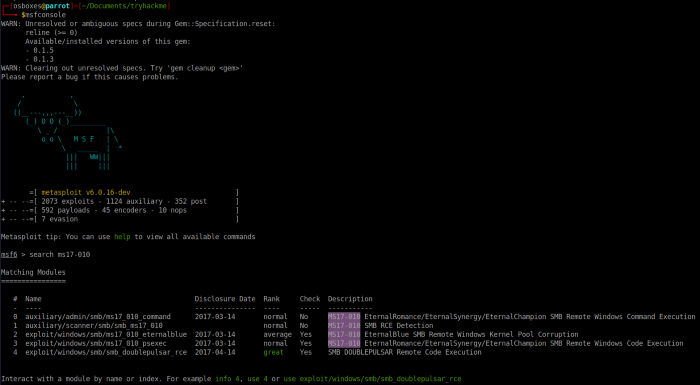 [osboxes@parrot]-[~/Documents/tryhackme]
$msfconsole
WARN: Unresolved or ambiguous specs during Gem::Specification.reset:
reline (>= 0)
Available/installed versions of this gem:
- 0.1.5
- 0.1.3
WARN: Clearing out unresolved specs. Try 'gem cleanup <gem>'
Please report a bug if this causes problems.
((__---,,,---__))
(_) O O (_)_________
\ _ / |\
o_o \ M S F | \
\ _____ | *
||| WW|||
||| |||
=[ metasploit v6.0.16-dev ]
+ -- --=[ 2073 exploits - 1124 auxiliary - 352 post ]
+ -- --=[ 592 payloads - 45 encoders - 10 nops ]
+ -- --=[ 7 evasion ]
Metasploit tip: You can use help to view all available commands
msf6 > search ms17-010
Matching Modules
================
# Name Disclosure Date Rank Check Description
- ---- --------------- ---- ----- -----------
0 auxiliary/admin/smb/ms17_010_command 2017-03-14 normal No MS17-010 EternalRomance/EternalSynergy/EternalChampion SMB Remote Windows Command Execution
1 auxiliary/scanner/smb/smb_ms17_010 normal No MS17-010 SMB RCE Detection
2 exploit/windows/smb/ms17_010_eternalblue 2017-03-14 average Yes MS17-010 EternalBlue SMB Remote Windows Kernel Pool Corruption
3 exploit/windows/smb/ms17_010_psexec 2017-03-14 normal Yes MS17-010 EternalRomance/EternalSynergy/EternalChampion SMB Remote Windows Code Execution
4 exploit/windows/smb/smb_doublepulsar_rce 2017-04-14 great Yes SMB DOUBLEPULSAR Remote Code Execution
Interact with a module by name or index. For example info 4, use 4 or use exploit/windows/smb/smb_doublepulsar_rce